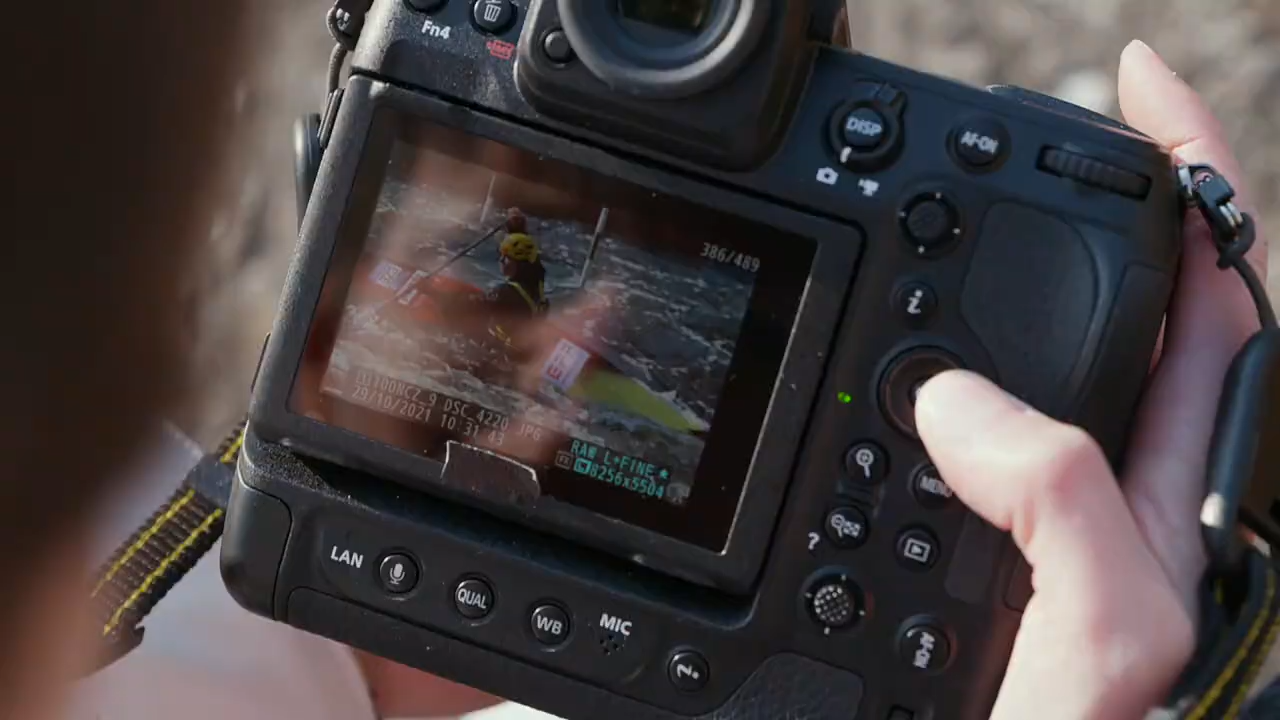 Fn4
DISP
AF-ON
386/489
i
100NCZ_9 DSC_4220 JPG
29/10/2021 10:31:43
RAW L★FINE★
FX 8256x5504
MENU
?
LAN
QUAL
WB
MIC
i
AF-ON